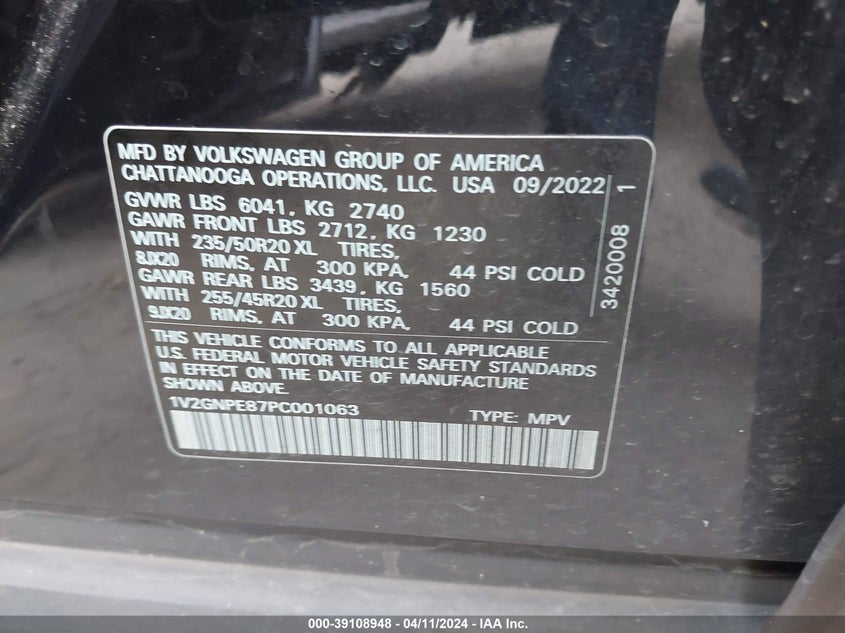 MFD BY VOLKSWAGEN GROUP OF AMERICA
CHATTANOOGA OPERATIONS, LLC. USA 09/2022
GVWR LBS 6041, KG 2740
GAWR FRONT LBS 2712, KG 1230
WITH 235/50R20 XL TIRES,
8JX20 RIMS, AT 300 KPA, 44 PSI COLD
GAWR REAR LBS 3439, KG 1560
WITH 255/45R20 XL TIRES,
9JX20 RIMS, AT 300 KPA, 44 PSI COLD
THIS VEHICLE CONFORMS TO ALL APPLICABLE
U.S. FEDERAL MOTOR VEHICLE SAFETY STANDARDS
IN EFFECT ON THE DATE OF MANUFACTURE
SHOWN ABOVE.
1V2GNPE87PC001063 TYPE: MPV
3420008 1
000-39108948 - 04/11/2024 - IAA Inc.